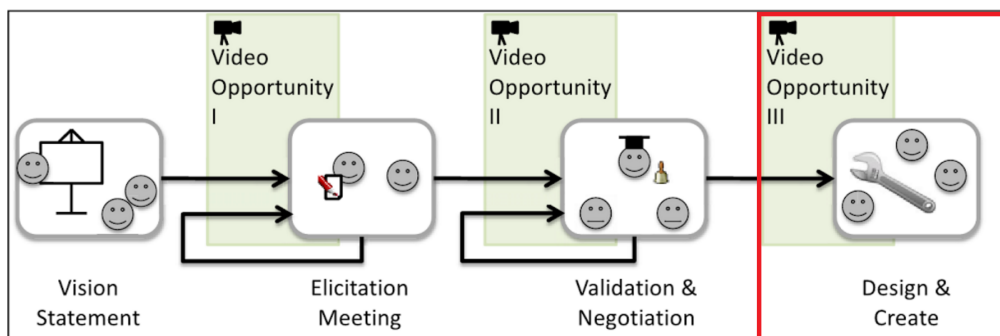 Video
Opportunity
I
Video
Opportunity
II
Video
Opportunity
III
Vision
Statement
Elicitation
Meeting
Validation &
Negotiation
Design &
Create